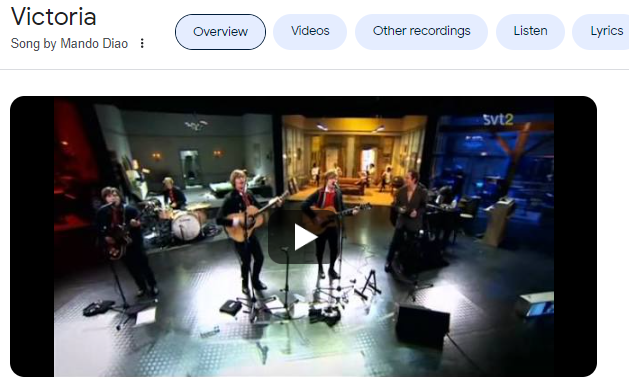 Victoria
Song by Mando Diao
Overview
Videos
Other recordings
Listen
Lyrics
svt2